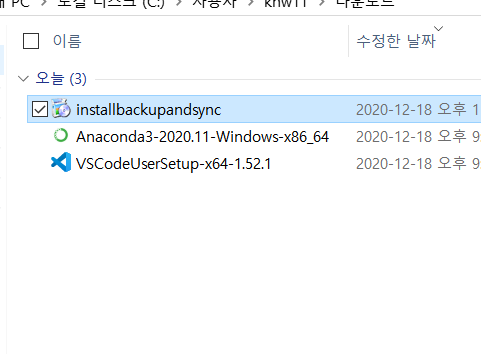 PC > 로컬 디스크 (C:) > 사용자 > khw11 > 다운로드
이름 수정한 날짜
오늘 (3)
installbackupandsync 2020-12-18 오후 1
Anaconda3-2020.11-Windows-x86_64 2020-12-18 오후 9
VSCodeUserSetup-x64-1.52.1 2020-12-18 오후 9